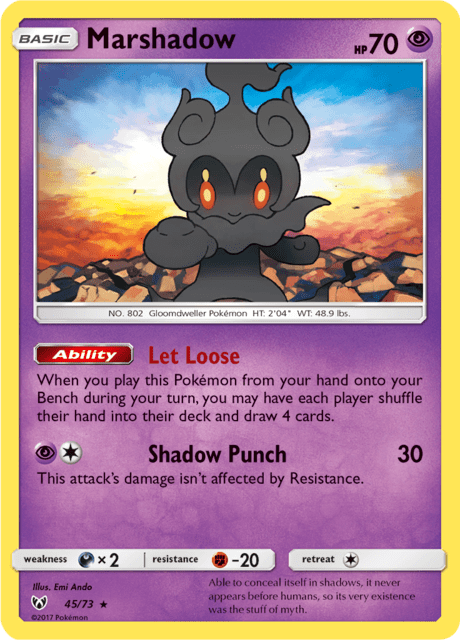 BASIC Marshadow HP70
NO. 802 Gloomdweller Pokémon HT: 2'04" WT: 48.9 lbs.
Ability Let Loose
When you play this Pokémon from your hand onto your
Bench during your turn, you may have each player shuffle
their hand into their deck and draw 4 cards.
Shadow Punch 30
This attack's damage isn't affected by Resistance.
weakness ×2 resistance -20 retreat
Illus. Emi Ando
45/73 ★
©2017 Pokémon
Able to conceal itself in shadows, it never
appears before humans, so its very existence
was the stuff of myth.